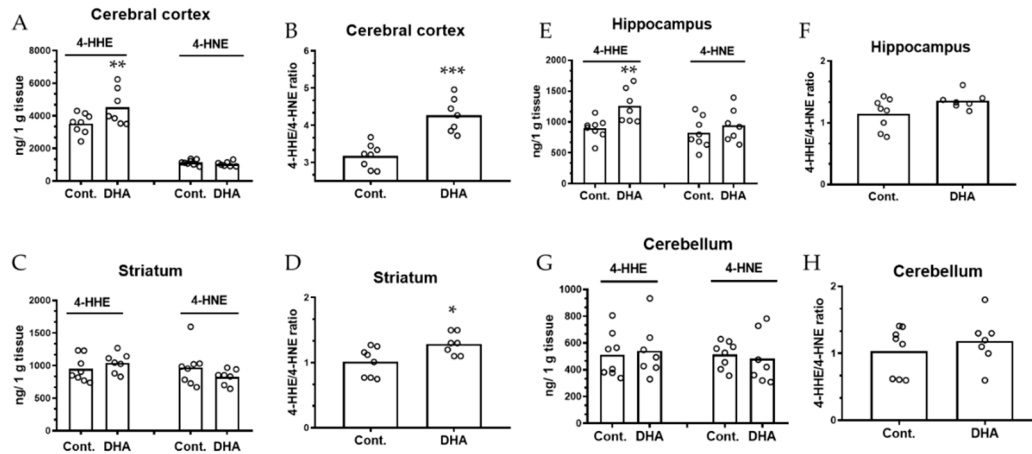 A
Cerebral cortex
4-HHE
4-HNE
**
ng/ 1 g tissue
8000
6000
4000
2000
0
Cont.
DHA
Cont.
DHA
B
Cerebral cortex
***
4-HHE/4-HNE ratio
6
5
4
3
Cont.
DHA
E
Hippocampus
4-HHE
4-HNE
**
ng/ 1 g tissue
2000
1500
1000
500
0
Cont.
DHA
Cont.
DHA
F
Hippocampus
4-HHE/4-HNE ratio
2
1
0
Cont.
DHA
C
Striatum
4-HHE
4-HNE
ng/ 1 g tissue
2000
1500
1000
500
0
Cont.
DHA
Cont.
DHA
D
Striatum
*
4-HHE/4-HNE ratio
2
1
0
Cont.
DHA
G
Cerebellum
4-HHE
4-HNE
ng/ 1 g tissue
1000
800
600
400
0
Cont.
DHA
Cont.
DHA
H
Cerebellum
4-HHE/4-HNE ratio
2
1
0
Cont.
DHA